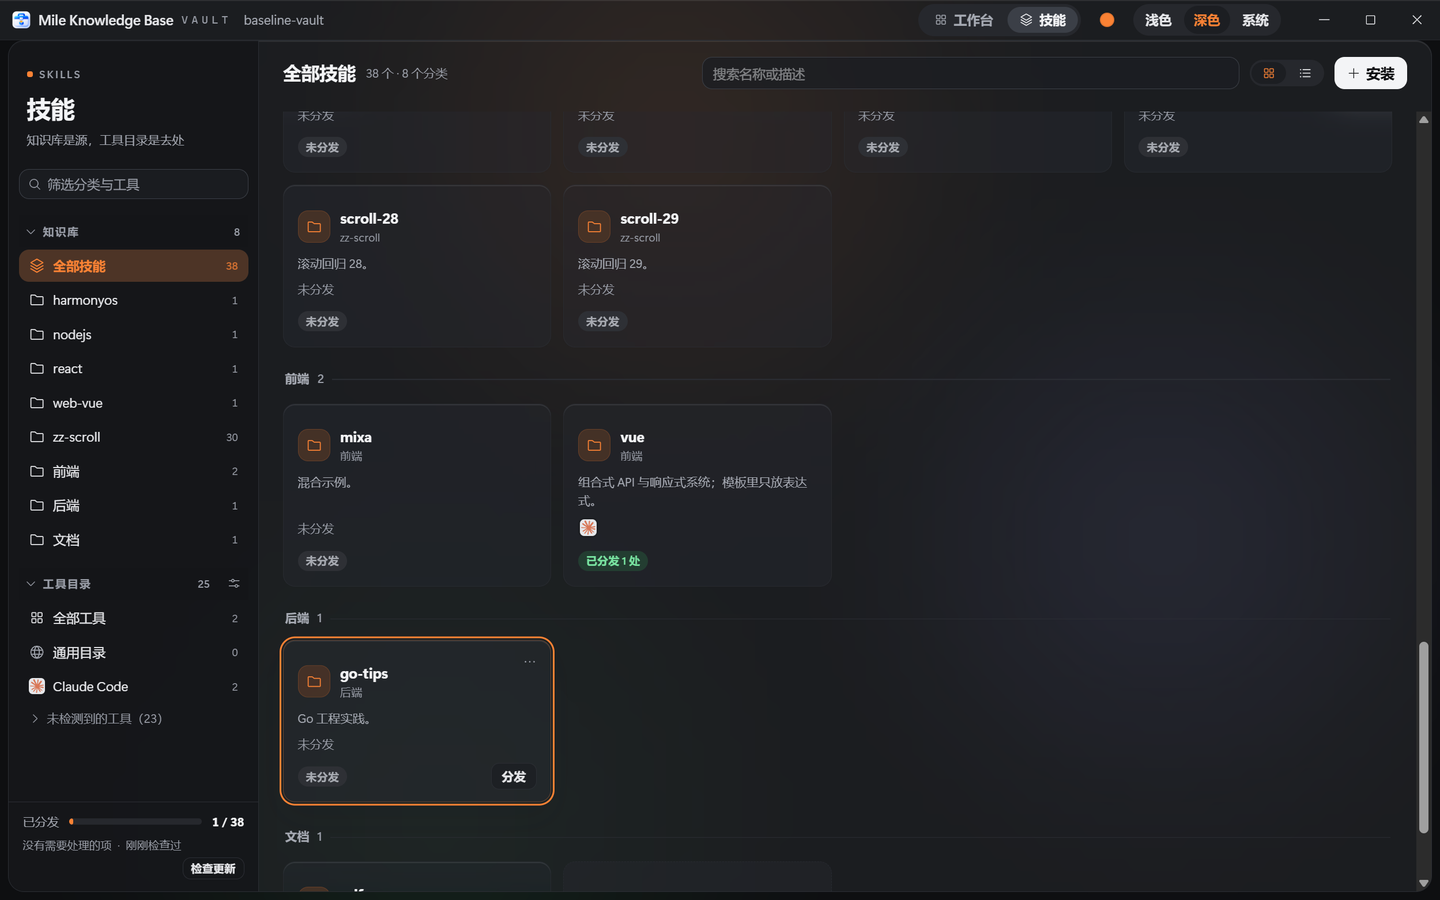 Mile Knowledge Base VAULT baseline-vault
工作台 技能 浅色 深色 系统
SKILLS
技能
知识库是源，工具目录是去处
筛选分类与工具
知识库 8
全部技能 38
harmonyos 1
nodejs 1
react 1
web-vue 1
zz-scroll 30
前端 2
后端 1
文档 1
工具目录 25
全部工具 2
通用目录 0
Claude Code 2
未检测到的工具（23）
已分发 1 / 38
没有需要处理的项 · 刚刚检查过
检查更新
全部技能 38 个 · 8 个分类
搜索名称或描述
安装
未分发 未分发 未分发 未分发
未分发 未分发 未分发 未分发
scroll-28
zz-scroll
滚动回归 28。
未分发
未分发
scroll-29
zz-scroll
滚动回归 29。
未分发
未分发
前端 2
mixa
前端
混合示例。
未分发
未分发
vue
前端
组合式 API 与响应式系统；模板里只放表达
式。
已分发 1 处
后端 1
go-tips
后端
Go 工程实践。
未分发
未分发 分发
文档 1